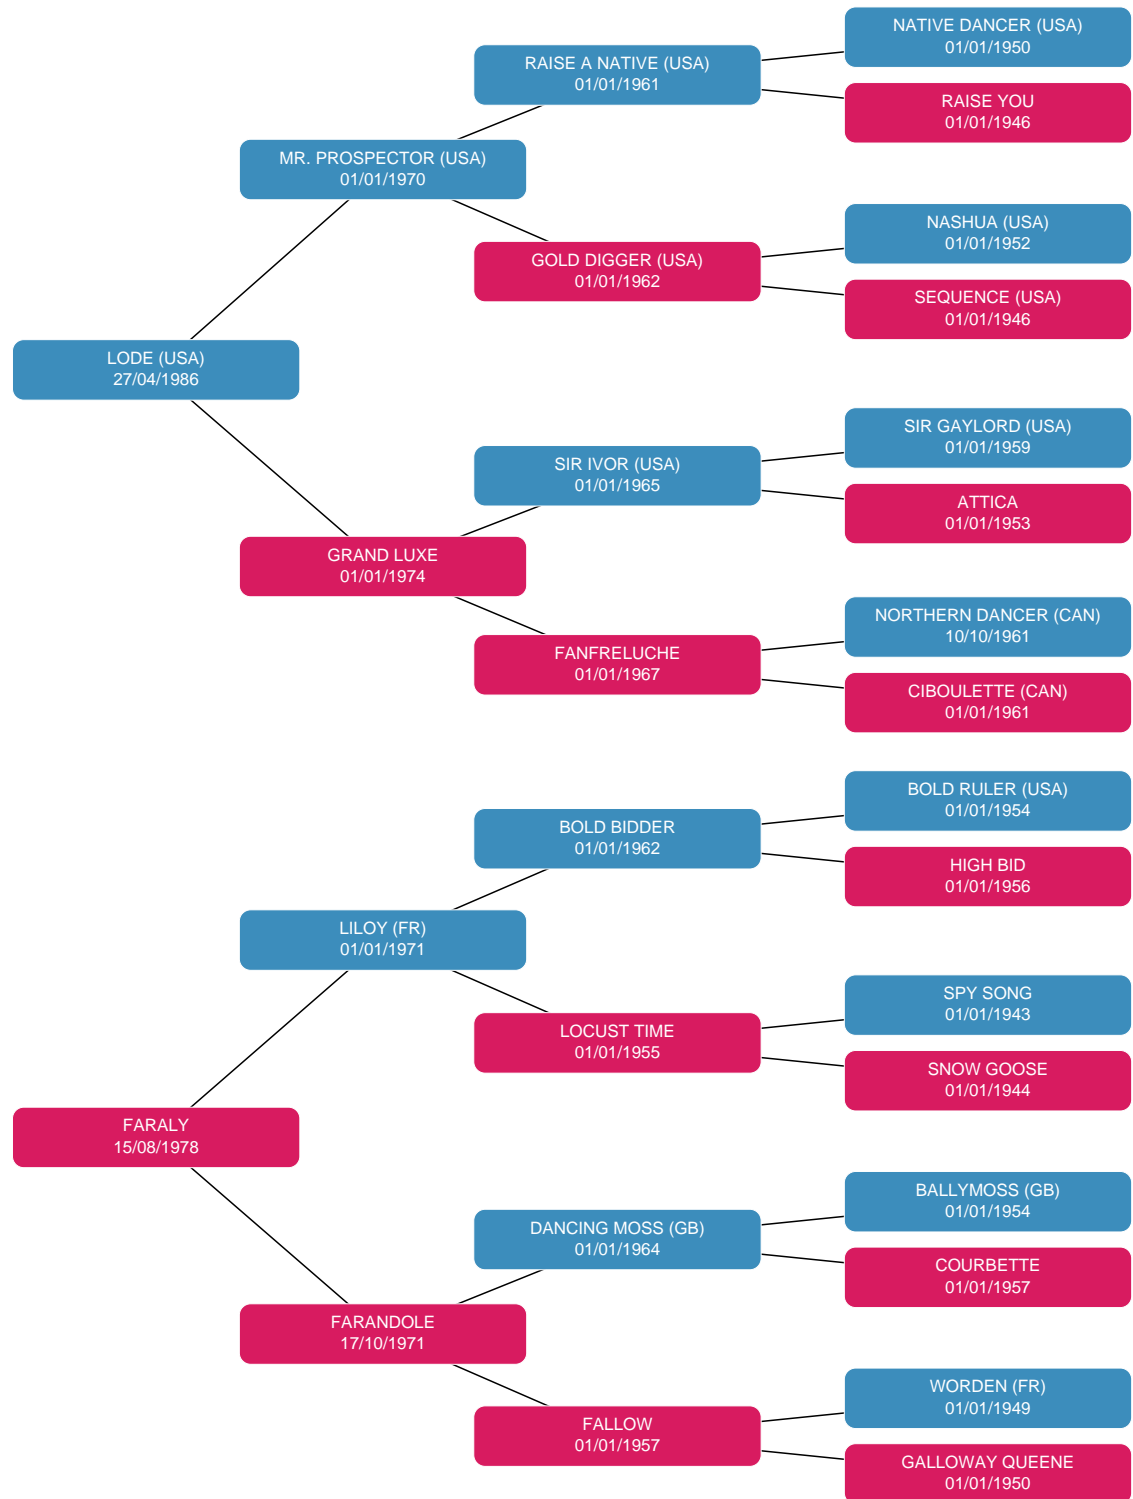 NATIVE DANCER (USA)
01/01/1950
RAISE A NATIVE (USA)
01/01/1961
RAISE YOU
01/01/1946
MR. PROSPECTOR (USA)
01/01/1970
NASHUA (USA)
01/01/1952
GOLD DIGGER (USA)
01/01/1962
SEQUENCE (USA)
01/01/1946
LODE (USA)
27/04/1986
SIR GAYLORD (USA)
01/01/1959
SIR IVOR (USA)
01/01/1965
ATTICA
01/01/1953
GRAND LUXE
01/01/1974
NORTHERN DANCER (CAN)
10/10/1961
FANFRELUCHE
01/01/1967
CIBOULETTE (CAN)
01/01/1961
BOLD RULER (USA)
01/01/1954
BOLD BIDDER
01/01/1962
HIGH BID
01/01/1956
LILOY (FR)
01/01/1971
SPY SONG
01/01/1943
LOCUST TIME
01/01/1955
SNOW GOOSE
01/01/1944
FARALY
15/08/1978
BALLYMOSS (GB)
01/01/1954
DANCING MOSS (GB)
01/01/1964
COURBETTE
01/01/1957
FARANDOLE
17/10/1971
WORDEN (FR)
01/01/1949
FALLOW
01/01/1957
GALLOWAY QUEENE
01/01/1950